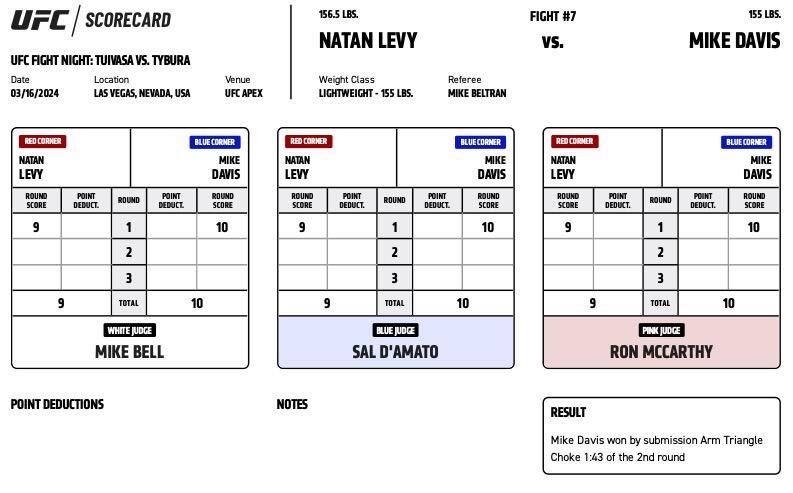 UFC / SCORECARD
UFC FIGHT NIGHT: TUIVASA VS. TYBURA
Date Location Venue
03/16/2024 LAS VEGAS, NEVADA, USA UFC APEX
156.5 LBS. FIGHT #7 155 LBS.
NATAN LEVY vs. MIKE DAVIS
Weight Class Referee
LIGHTWEIGHT - 155 LBS. MIKE BELTRAN
RED CORNER BLUE CORNER
NATAN LEVY MIKE DAVIS
ROUND SCORE POINT DEDUCT. ROUND POINT DEDUCT. ROUND SCORE
9 1 10
2
3
9 TOTAL 10
WHITE JUDGE
MIKE BELL
RED CORNER BLUE CORNER
NATAN LEVY MIKE DAVIS
ROUND SCORE POINT DEDUCT. ROUND POINT DEDUCT. ROUND SCORE
9 1 10
2
3
9 TOTAL 10
BLUE JUDGE
SAL D'AMATO
RED CORNER BLUE CORNER
NATAN LEVY MIKE DAVIS
ROUND SCORE POINT DEDUCT. ROUND POINT DEDUCT. ROUND SCORE
9 1 10
2
3
9 TOTAL 10
PINK JUDGE
RON MCCARTHY
POINT DEDUCTIONS
NOTES
RESULT
Mike Davis won by submission Arm Triangle
Choke 1:43 of the 2nd round